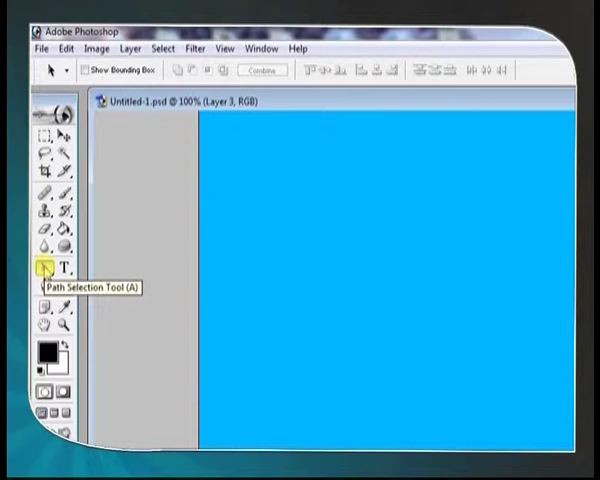 Adobe Photoshop
File Edit Image Layer Select Filter View Window Help
Show Bounding Box Combine
Untitled-1.psd @ 100% (Layer 3, RGB)
T
Path Selection Tool (A)